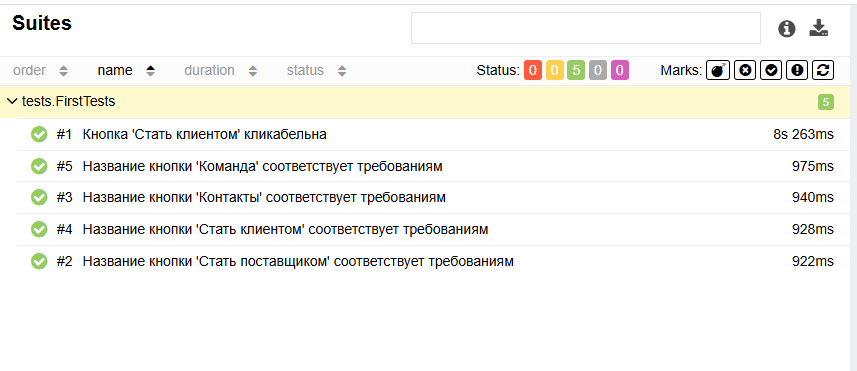 Suites
order name duration status Status: 0 0 5 0 0 Marks:
tests.FirstTests 5
#1 Кнопка 'Стать клиентом' кликабельна 8s 263ms
#5 Название кнопки 'Команда' соответствует требованиям 975ms
#3 Название кнопки 'Контакты' соответствует требованиям 940ms
#4 Название кнопки 'Стать клиентом' соответствует требованиям 928ms
#2 Название кнопки 'Стать поставщиком' соответствует требованиям 922ms